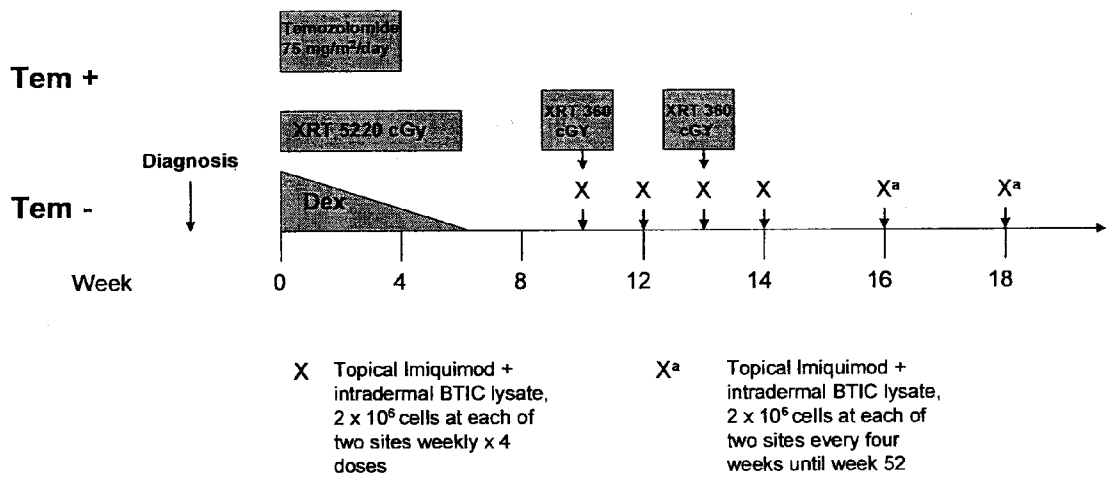 Temozolomide
75 mg/m²/day
Tem +
XRT 5220 cGy
XRT 360
cGY
XRT 360
cGY
Diagnosis
Tem -
Dex
X X X X Xª Xª
Week 0 4 8 12 14 16 18
X Topical Imiquimod +
intradermal BTIC lysate,
2 x 10⁶ cells at each of
two sites weekly x 4
doses
Xª Topical Imiquimod +
intradermal BTIC lysate,
2 x 10⁶ cells at each of
two sites every four
weeks until week 52